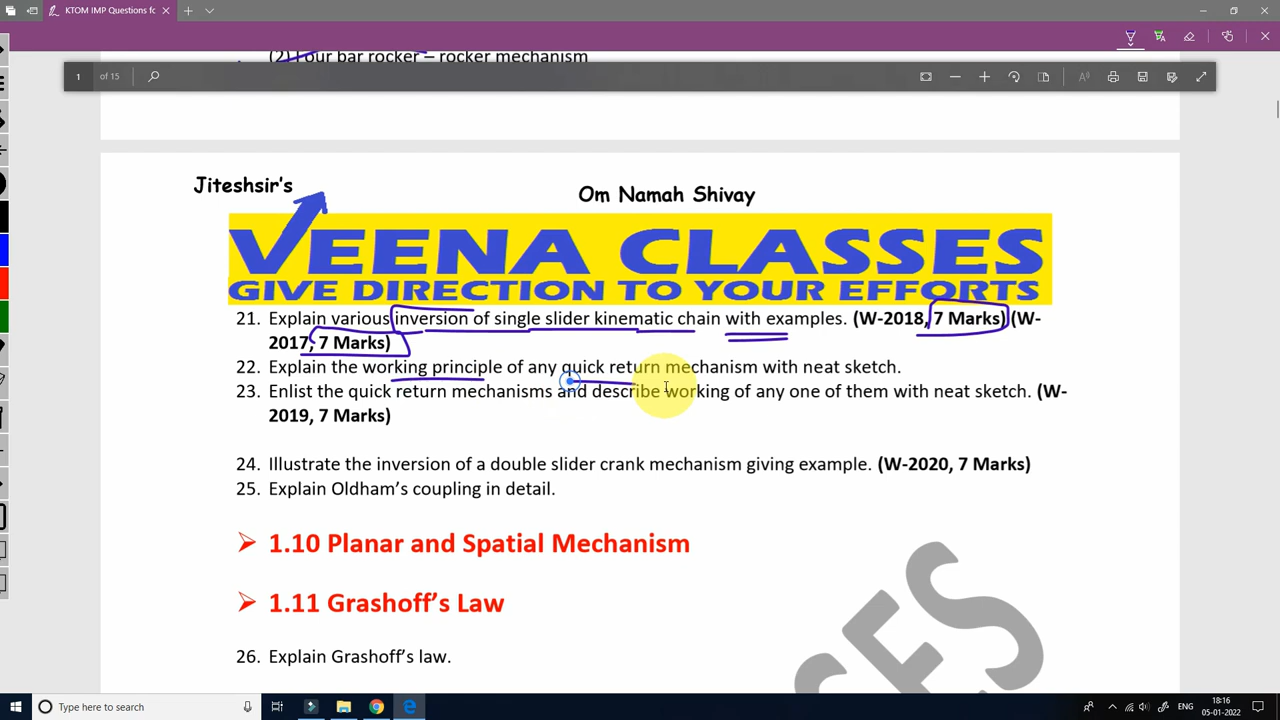 KTOM IMP Questions fo
(2) Four bar rocker – rocker mechanism
1 of 15
Jiteshsir's
Om Namah Shivay
VEENA CLASSES
GIVE DIRECTION TO YOUR EFFORTS
21. Explain various inversion of single slider kinematic chain with examples. (W-2018, 7 Marks) (W-
2017, 7 Marks)
22. Explain the working principle of any quick return mechanism with neat sketch.
23. Enlist the quick return mechanisms and describe working of any one of them with neat sketch. (W-
2019, 7 Marks)
24. Illustrate the inversion of a double slider crank mechanism giving example. (W-2020, 7 Marks)
25. Explain Oldham's coupling in detail.
➢ 1.10 Planar and Spatial Mechanism
➢ 1.11 Grashoff's Law
26. Explain Grashoff's law.
Type here to search
ENG
18:16
05-01-2022